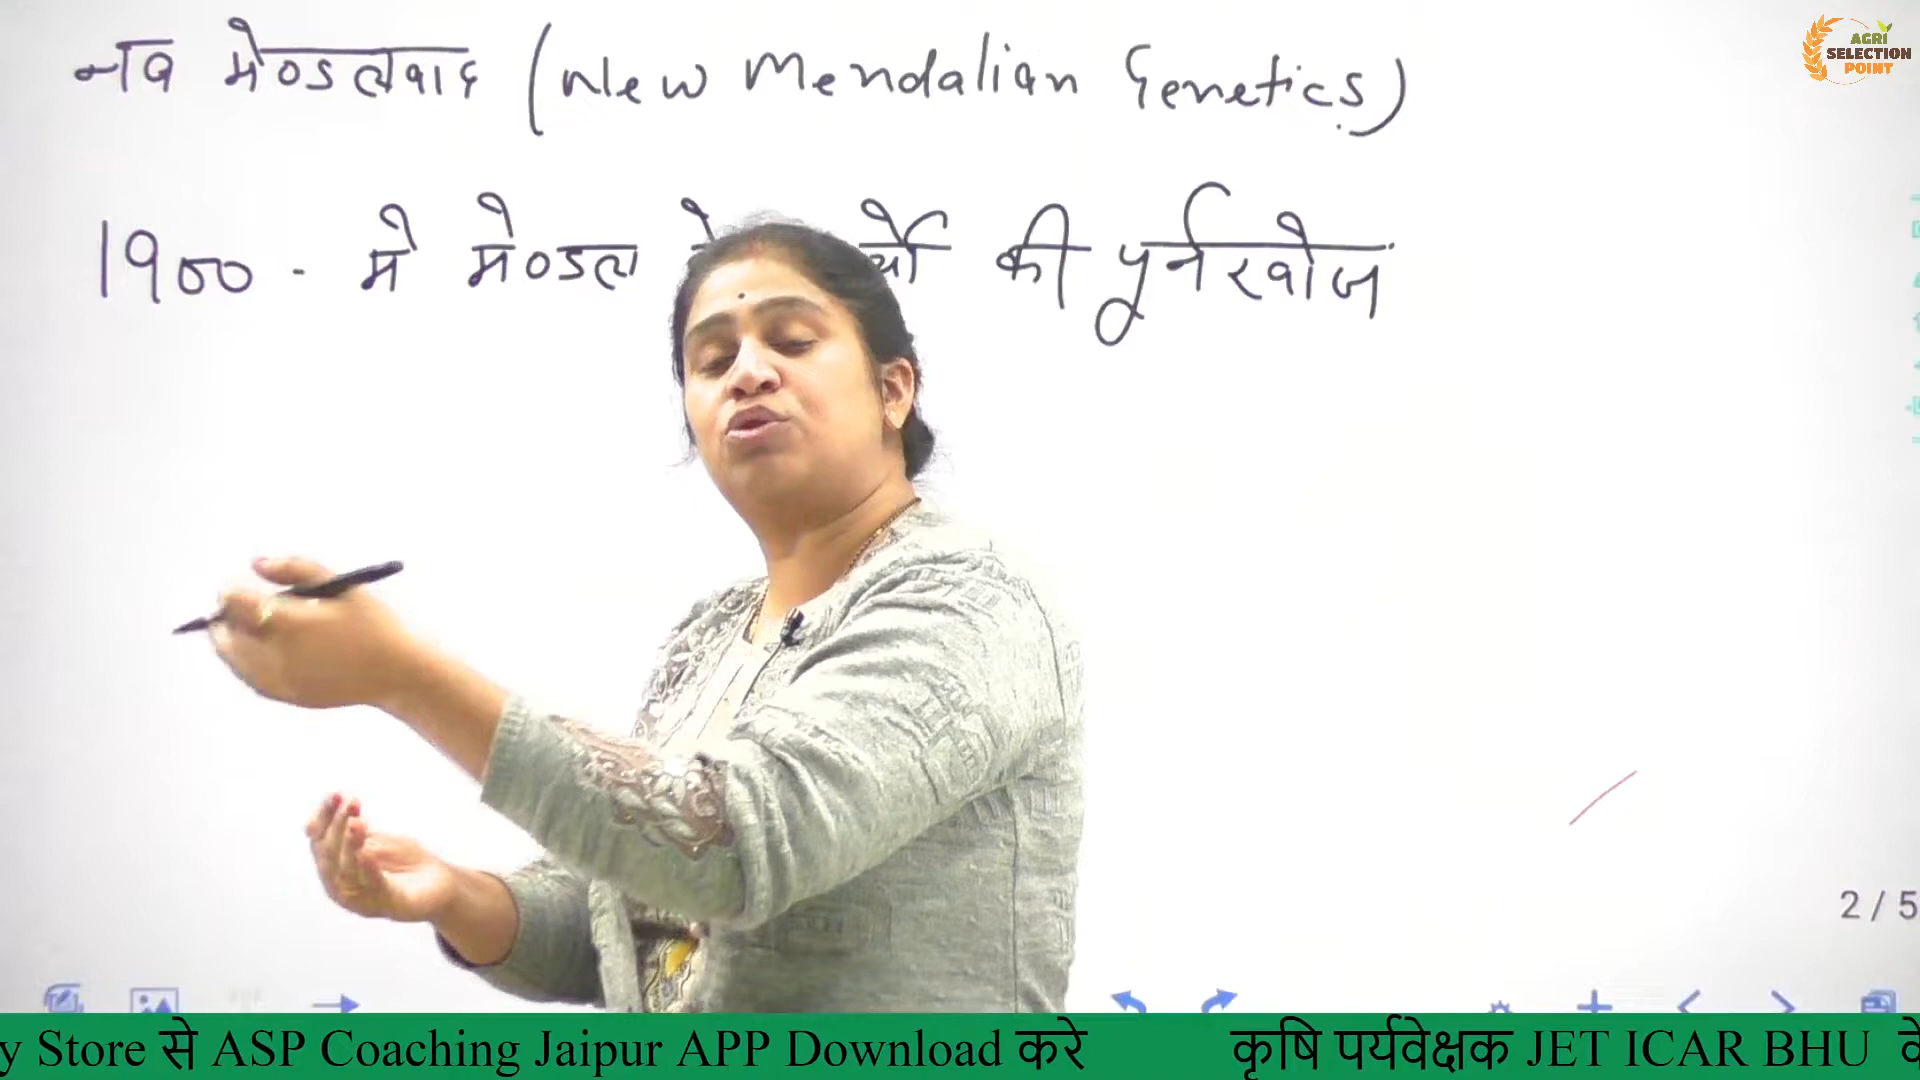 नव मेण्डलवाद (New Mendalian Genetics)
AGRI
SELECTION
POINT
1900 - मे मेण्डल की पूर्नखोज
2 / 5
y Store से ASP Coaching Jaipur APP Download करे कृषि पर्यवेक्षक JET ICAR BHU